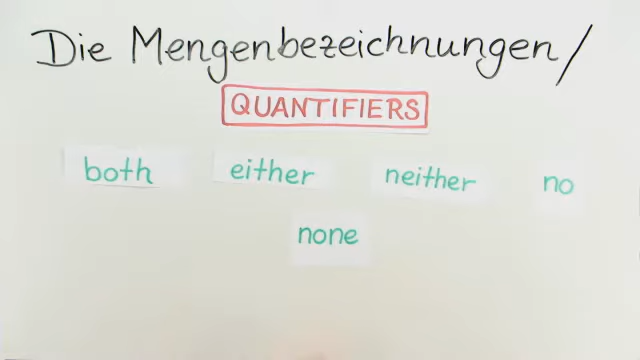 Die Mengenbezeichnungen/
QUANTIFIERS
both either neither no
none